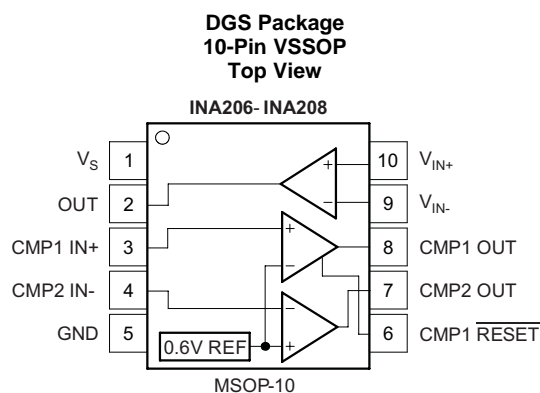 DGS Package
10-Pin VSSOP
Top View
INA206- INA208
V_S 1
OUT 2
CMP1 IN+ 3
CMP2 IN- 4
GND 5
10 V_IN+
9 V_IN-
8 CMP1 OUT
7 CMP2 OUT
6 CMP1 RESET
+
-
+
-
-
+
0.6V REF
MSOP-10